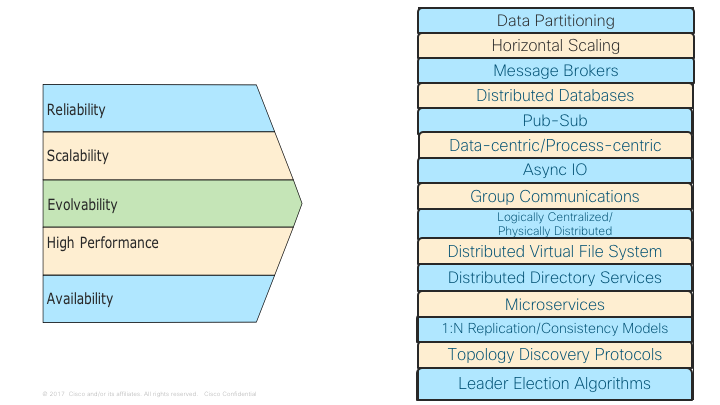 Reliability
Scalability
Evolvability
High Performance
Availability
Data Partitioning
Horizontal Scaling
Message Brokers
Distributed Databases
Pub-Sub
Data-centric/Process-centric
Async IO
Group Communications
Logically Centralized/
Physically Distributed
Distributed Virtual File System
Distributed Directory Services
Microservices
1:N Replication/Consistency Models
Topology Discovery Protocols
Leader Election Algorithms
© 2017 Cisco and/or its affiliates. All rights reserved. Cisco Confidential